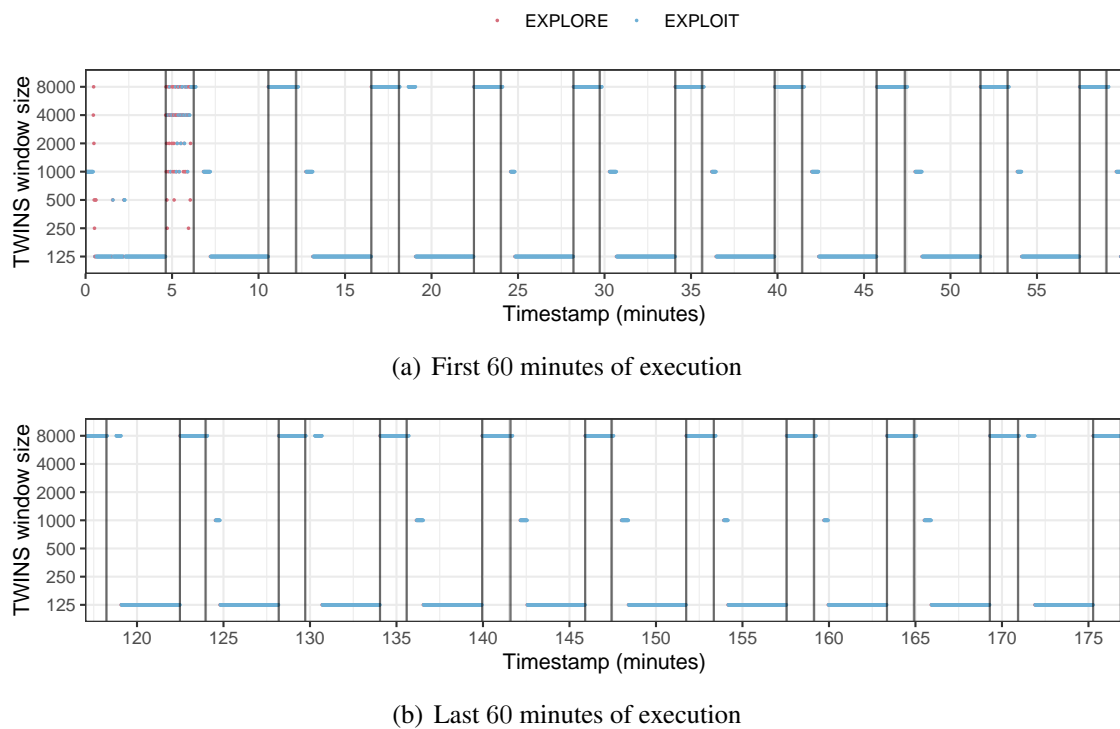 EXPLORE EXPLOIT
TWINS window size
8000
4000
2000
1000
500
250
125
0 5 10 15 20 25 30 35 40 45 50 55
Timestamp (minutes)
(a) First 60 minutes of execution
TWINS window size
8000
4000
2000
1000
500
250
125
120 125 130 135 140 145 150 155 160 165 170 175
Timestamp (minutes)
(b) Last 60 minutes of execution